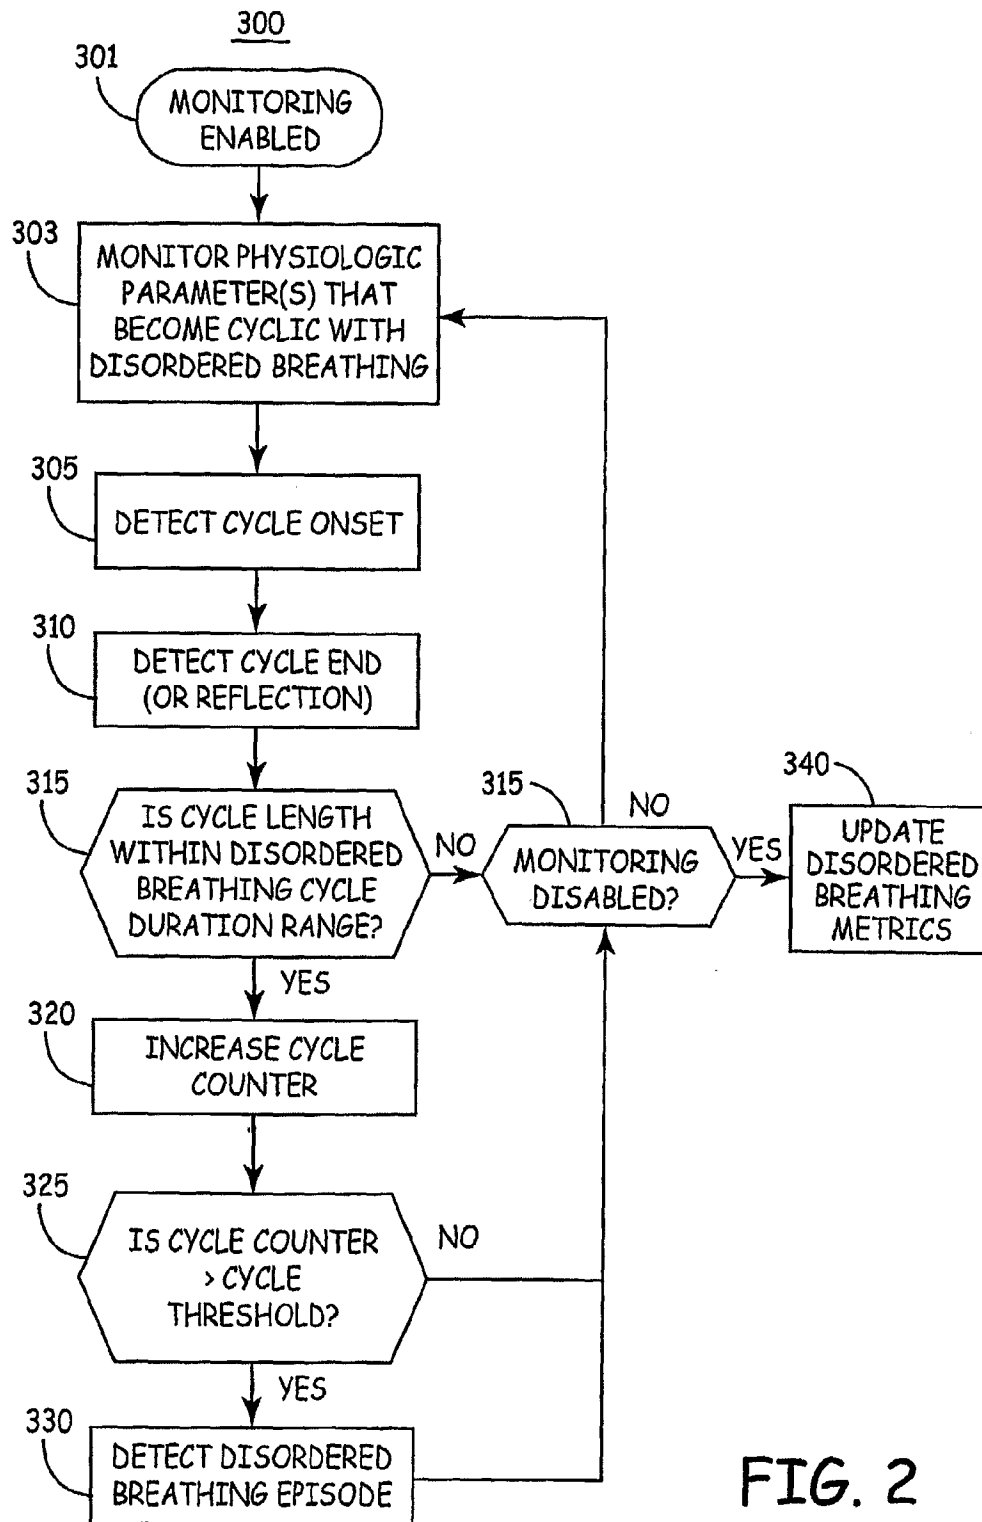 300
301
MONITORING
ENABLED
303
MONITOR PHYSIOLOGIC
PARAMETER(S) THAT
BECOME CYCLIC WITH
DISORDERED BREATHING
305
DETECT CYCLE ONSET
310
DETECT CYCLE END
(OR REFLECTION)
315
IS CYCLE LENGTH
WITHIN DISORDERED
BREATHING CYCLE
DURATION RANGE?
NO
315
MONITORING
DISABLED?
NO
YES
340
UPDATE
DISORDERED
BREATHING
METRICS
YES
320
INCREASE CYCLE
COUNTER
325
IS CYCLE COUNTER
> CYCLE
THRESHOLD?
NO
YES
330
DETECT DISORDERED
BREATHING EPISODE
FIG. 2